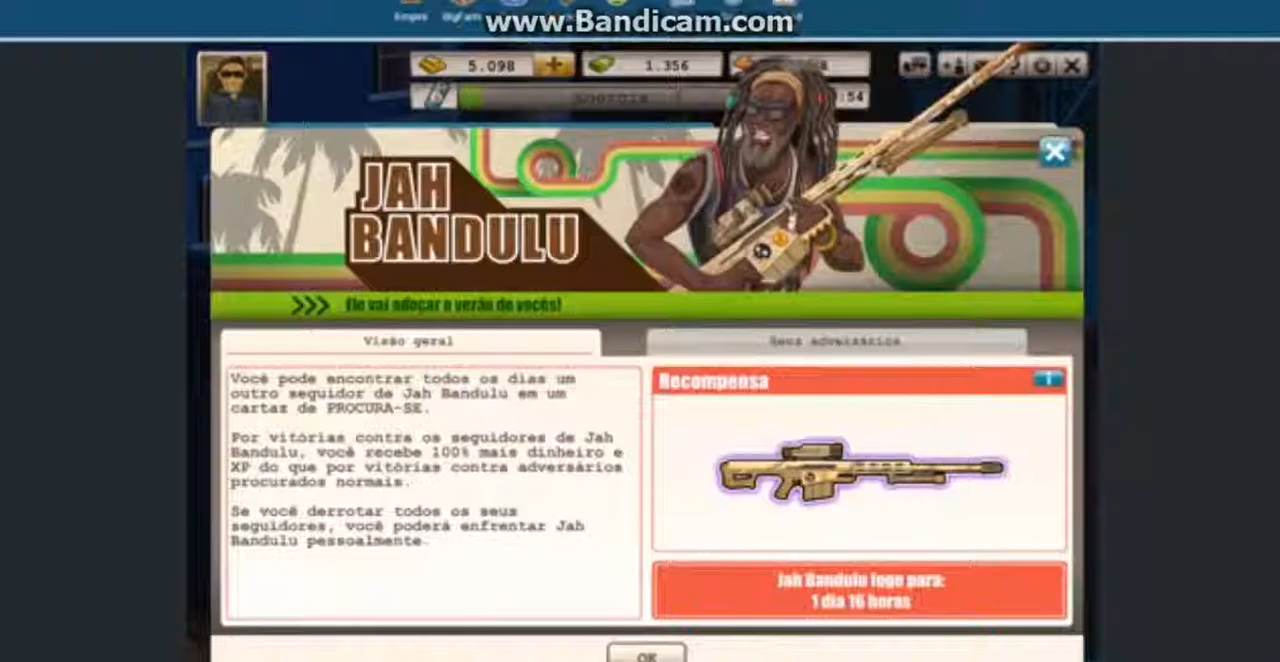 www.Bandicam.com
5.098
1.356
:54
JAH
BANDULU
>>> Ele vai adoçar o verão de vocês!
Visão geral
Seus adversários
Você pode encontrar todos os dias um
outro seguidor de Jah Bandulu em um
cartaz de PROCURA-SE.
Por vitórias contra os seguidores de Jah
Bandulu, você recebe 100% mais dinheiro e
XP do que por vitórias contra adversários
procurados normais.
Se você derrotar todos os seus
seguidores, você poderá enfrentar Jah
Bandulu pessoalmente.
Recompensa
i
Jah Bandulu foge para:
1 dia 16 horas
OK